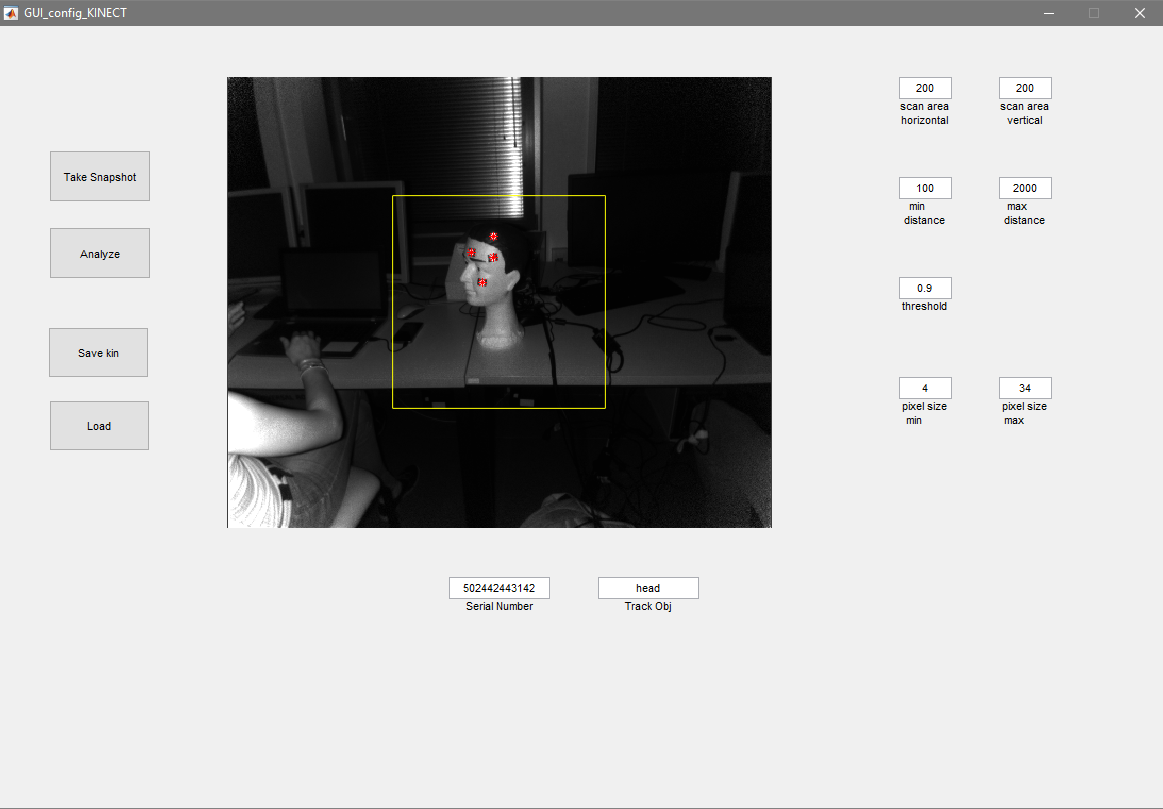 GUI_config_KINECT
Take Snapshot
Analyze
Save kin
Load
200
scan area
horizontal
200
scan area
vertical
100
min
distance
2000
max
distance
0.9
threshold
4
pixel size
min
34
pixel size
max
502442443142
Serial Number
head
Track Obj